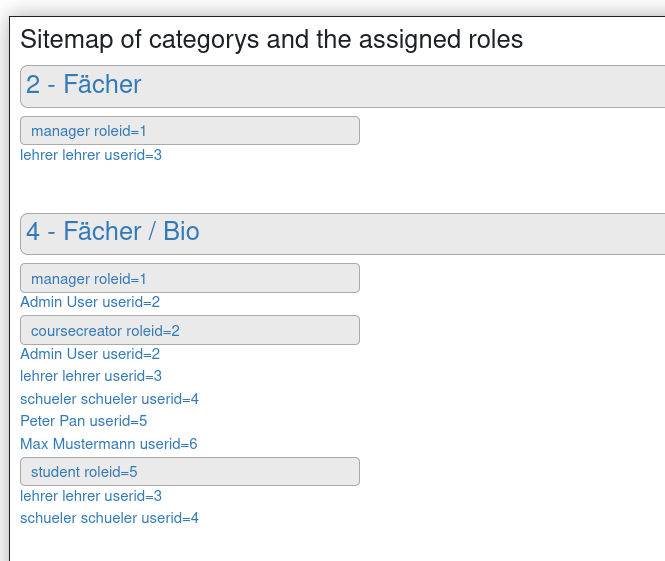 Sitemap of categorys and the assigned roles
2 - Fächer
manager roleid=1
lehrer lehrer userid=3
4 - Fächer / Bio
manager roleid=1
Admin User userid=2
coursecreator roleid=2
Admin User userid=2
lehrer lehrer userid=3
schueler schueler userid=4
Peter Pan userid=5
Max Mustermann userid=6
student roleid=5
lehrer lehrer userid=3
schueler schueler userid=4